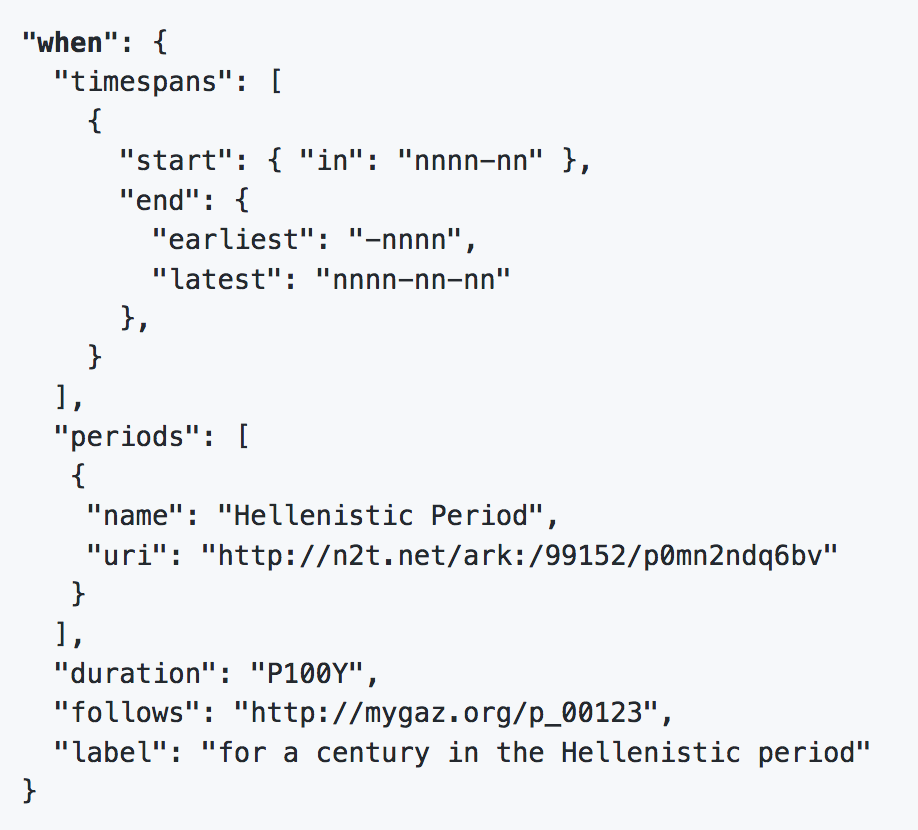 "when": {
  "timespans": [
    {
      "start": { "in": "nnnn-nn" },
      "end": {
        "earliest": "-nnnn",
        "latest": "nnnn-nn-nn"
      },
    }
  ],
  "periods": [
   {
    "name": "Hellenistic Period",
    "uri": "http://n2t.net/ark:/99152/p0mn2ndq6bv"
   }
  ],
  "duration": "P100Y",
  "follows": "http://mygaz.org/p_00123",
  "label": "for a century in the Hellenistic period"
}